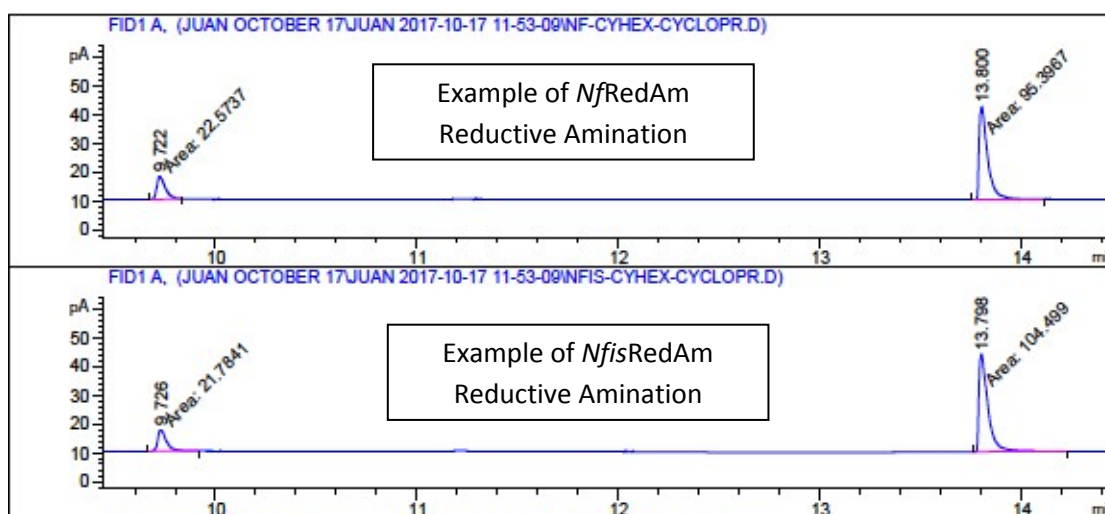 FID1 A, (JUAN OCTOBER 17\JUAN 2017-10-17 11-53-09\NF-CYHEX-CYCLOPR.D)
pA
50
40
30
20
10
0
9.722
Area: 22.5737
Example of NfRedAm
Reductive Amination
13.800
Area: 95.3967
10
11
12
13
14
m
FID1 A, (JUAN OCTOBER 17\JUAN 2017-10-17 11-53-09\NFIS-CYHEX-CYCLOPR.D)
pA
50
40
30
20
10
0
9.726
Area: 21.7841
Example of NfisRedAm
Reductive Amination
13.798
Area: 104.499
10
11
12
13
14
m